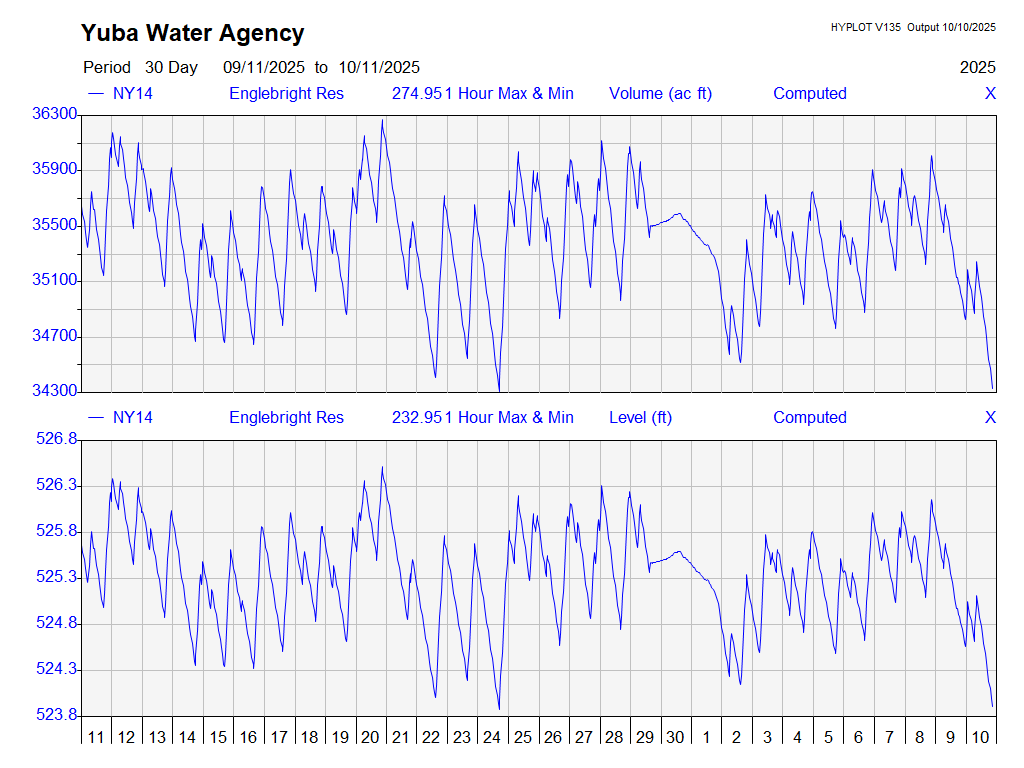 Yuba Water Agency
HYPLOT V135 Output 10/10/2025
Period 30 Day 09/11/2025 to 10/11/2025 2025
NY14 Englebright Res 274.951 Hour Max & Min Volume (ac ft) Computed X
36300
35900
35500
35100
34700
34300
NY14 Englebright Res 232.951 Hour Max & Min Level (ft) Computed X
526.8
526.3
525.8
525.3
524.8
524.3
523.8
11 12 13 14 15 16 17 18 19 20 21 22 23 24 25 26 27 28 29 30 1 2 3 4 5 6 7 8 9 10